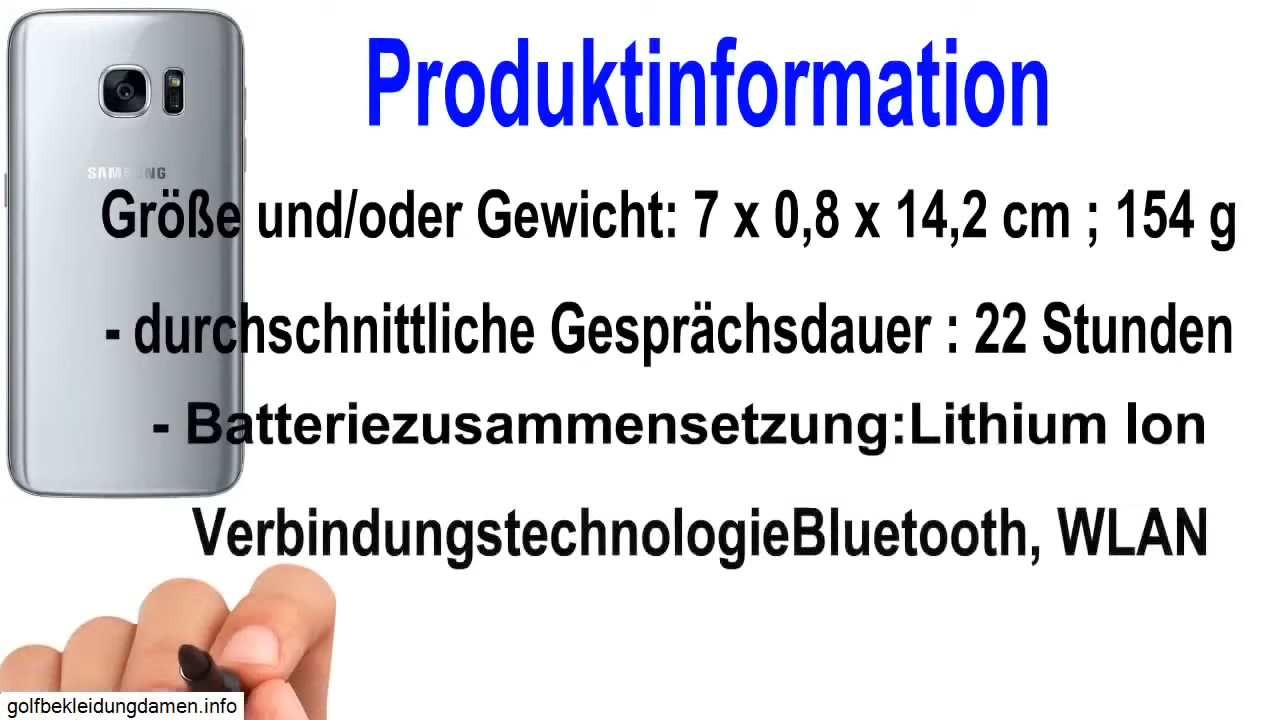 Produktinformation
SAMSUNG
Größe und/oder Gewicht: 7 x 0,8 x 14,2 cm ; 154 g
- durchschnittliche Gesprächsdauer : 22 Stunden
- Batteriezusammensetzung:Lithium Ion
VerbindungstechnologieBluetooth, WLAN
golfbekleidungdamen.info